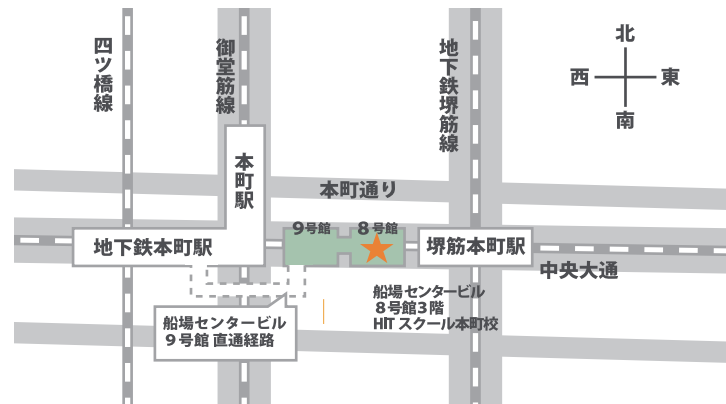 四ツ橋線
御堂筋線
地下鉄堺筋線
北
西
東
南
本町駅
本町通り
9号館
8号館
地下鉄本町駅
堺筋本町駅
中央大通
船場センタービル
8号館3階
HIT スクール本町校
船場センタービル
9号館 直通経路